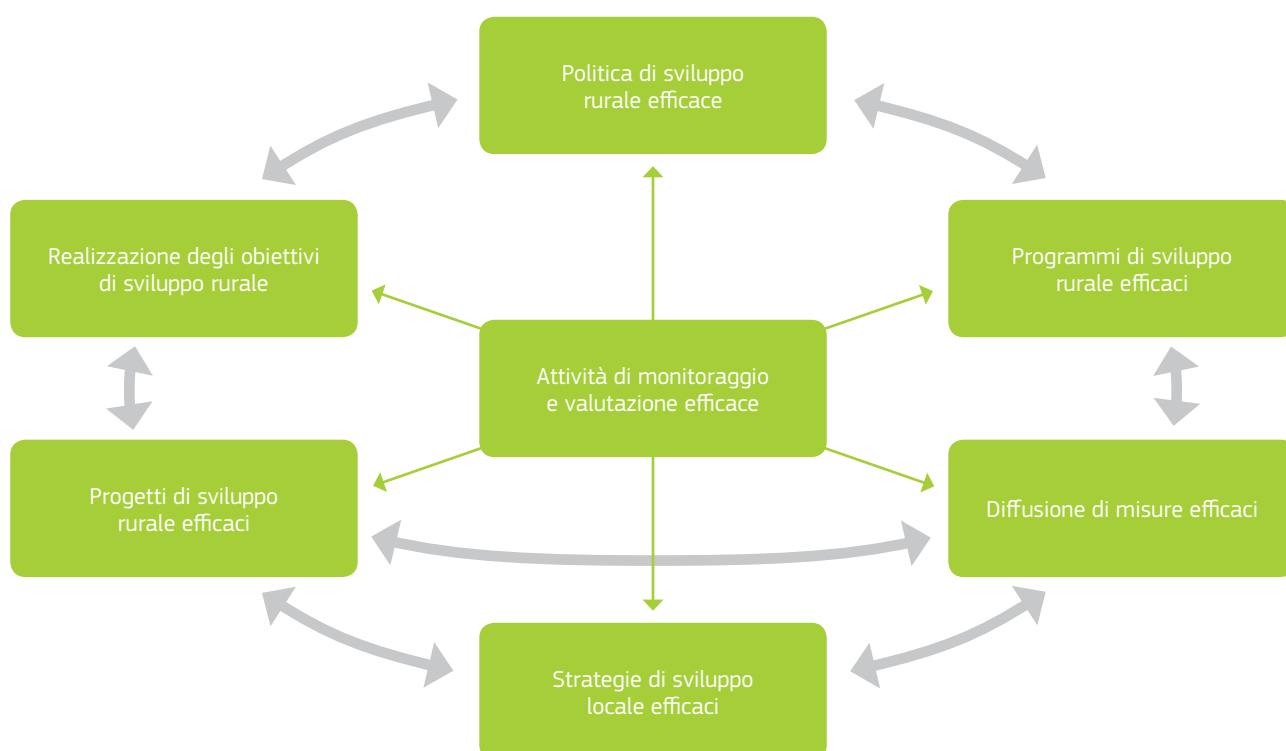 Politica di sviluppo
rurale efficace
Realizzazione degli obiettivi
di sviluppo rurale
Programmi di sviluppo
rurale efficaci
Attività di monitoraggio
e valutazione efficace
Progetti di sviluppo
rurale efficaci
Diffusione di misure efficaci
Strategie di sviluppo
locale efficaci